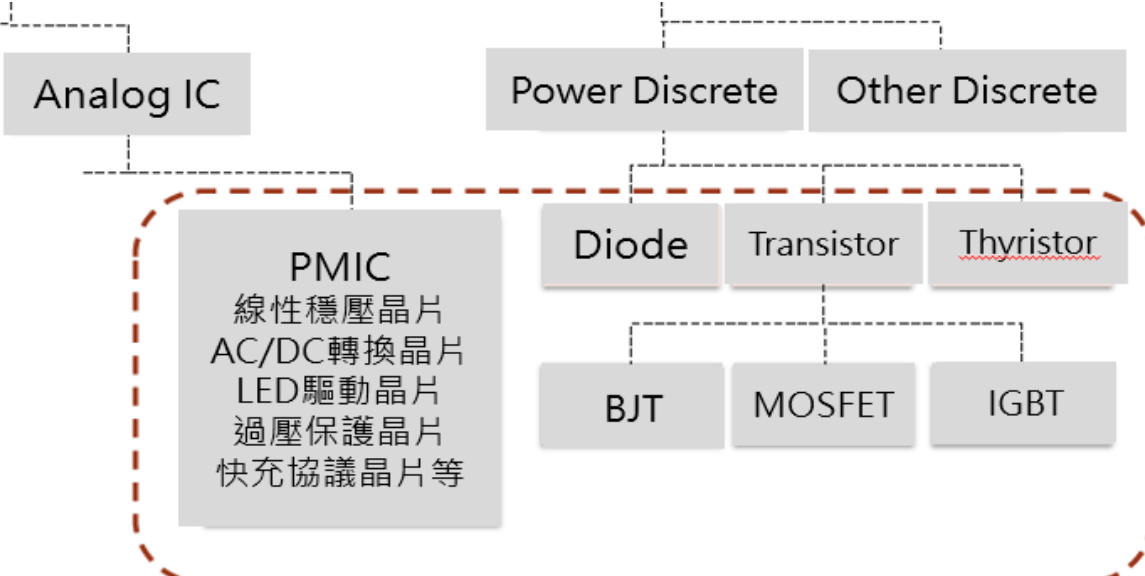 Analog IC
Power Discrete
Other Discrete
PMIC
線性穩壓晶片
AC/DC轉換晶片
LED驅動晶片
過壓保護晶片
快充協議晶片等
Diode
Transistor
Thyristor
BJT
MOSFET
IGBT